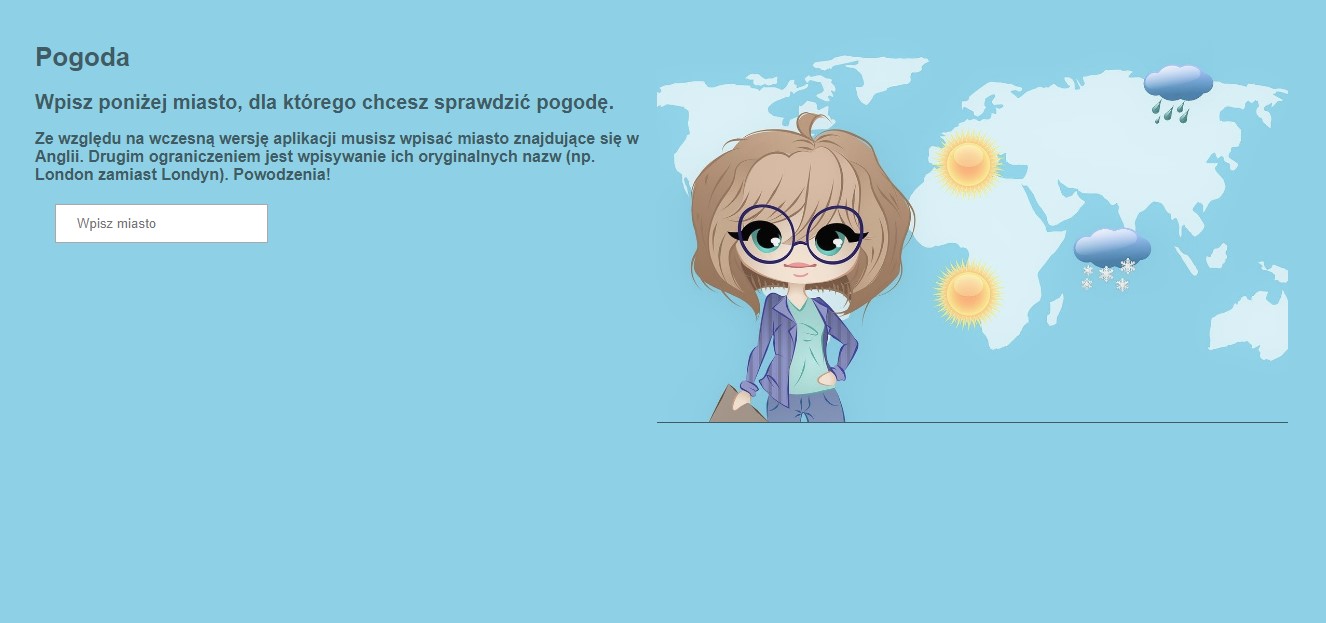 Pogoda
Wpisz poniżej miasto, dla którego chcesz sprawdzić pogodę.
Ze względu na wczesną wersję aplikacji musisz wpisać miasto znajdujące się w
Anglii. Drugim ograniczeniem jest wpisywanie ich oryginalnych nazw (np.
London zamiast Londyn). Powodzenia!
Wpisz miasto